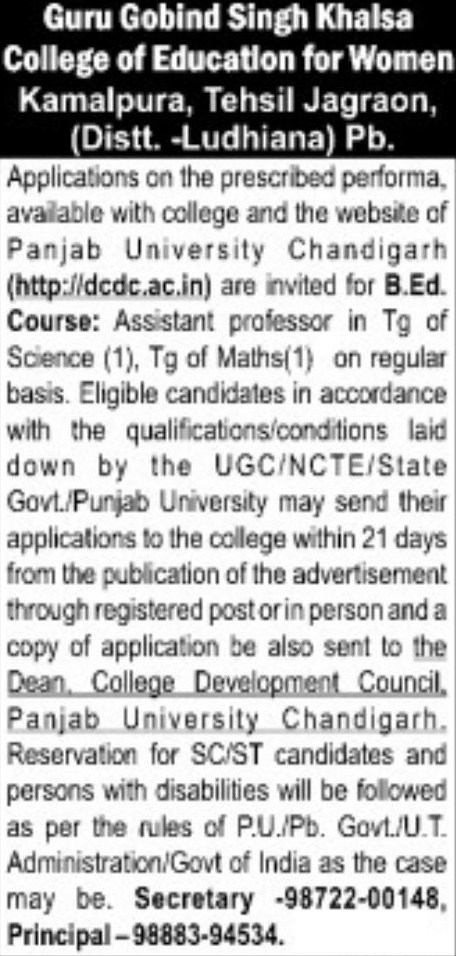 Guru Gobind Singh Khalsa
College of Education for Women
Kamalpura, Tehsil Jagraon,
(Distt. -Ludhiana) Pb.
Applications on the prescribed performa,
available with college and the website of
Panjab University Chandigarh
(http://dcdc.ac.in) are invited for B.Ed.
Course: Assistant professor in Tg of
Science (1), Tg of Maths(1) on regular
basis. Eligible candidates in accordance
with the qualifications/conditions laid
down by the UGC/NCTE/State
Govt./Punjab University may send their
applications to the college within 21 days
from the publication of the advertisement
through registered post or in person and a
copy of application be also sent to the
Dean, College Development Council,
Panjab University Chandigarh.
Reservation for SC/ST candidates and
persons with disabilities will be followed
as per the rules of P.U./Pb. Govt./U.T.
Administration/Govt of India as the case
may be. Secretary -98722-00148,
Principal – 98883-94534.